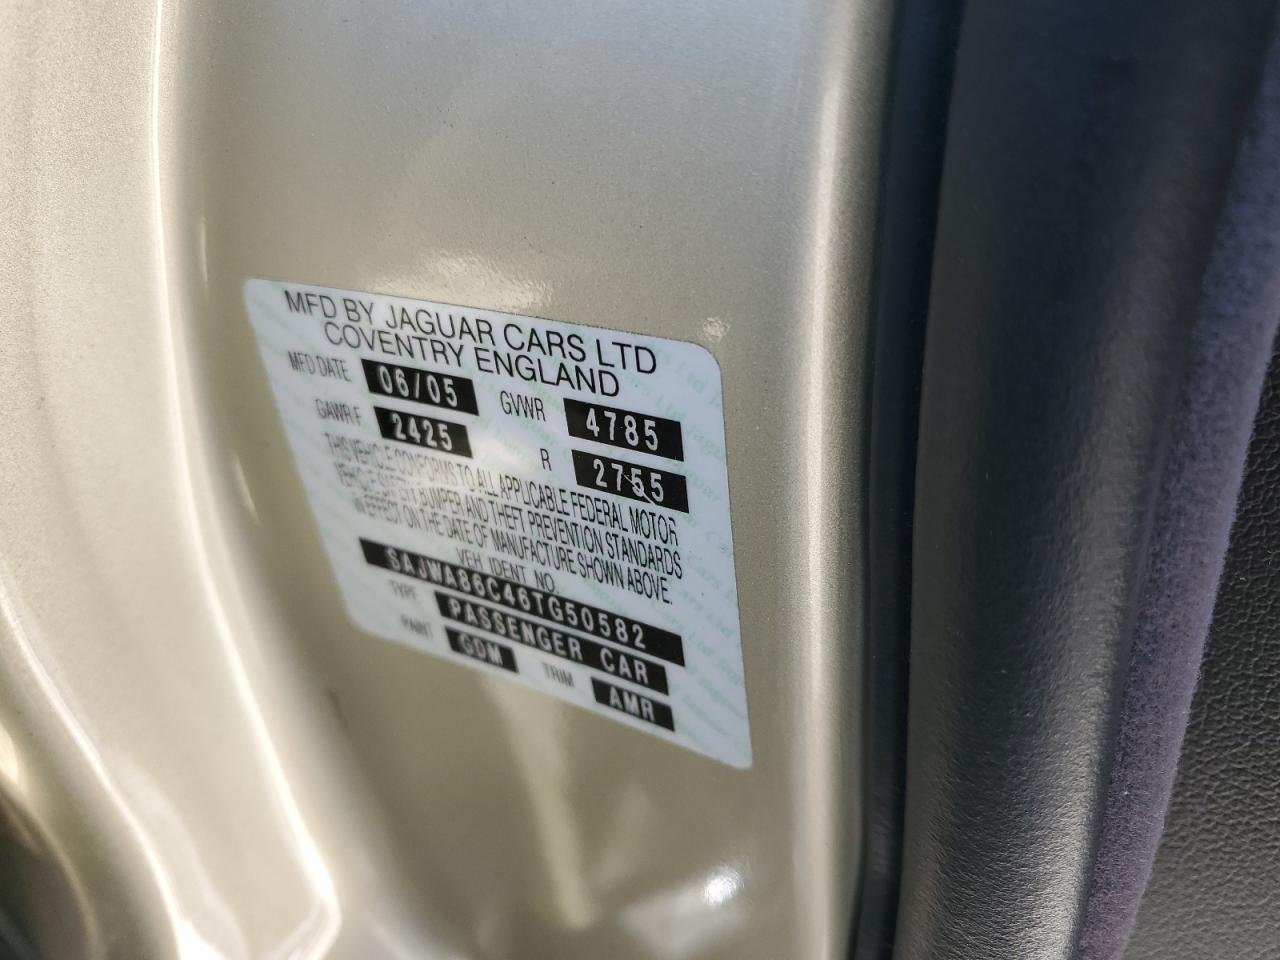 MFD BY JAGUAR CARS LTD
COVENTRY ENGLAND
MFD DATE 06/05 GVWR 4785
GAWR F 2425 R 2755
THIS VEHICLE CONFORMS TO ALL APPLICABLE FEDERAL MOTOR
VEHICLE SAFETY BUMPER AND THEFT PREVENTION STANDARDS
IN EFFECT ON THE DATE OF MANUFACTURE SHOWN ABOVE.
VEH IDENT NO.
SAJWA86C46TG50582
TYPE PASSENGER CAR
PAINT GDM TRIM AMR